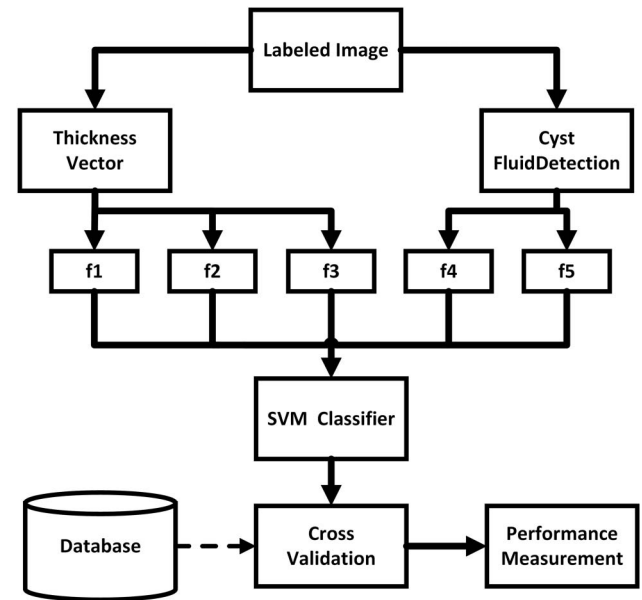 Labeled Image
Thickness
Vector
Cyst
FluidDetection
f1
f2
f3
f4
f5
SVM Classifier
Database
Cross
Validation
Performance
Measurement